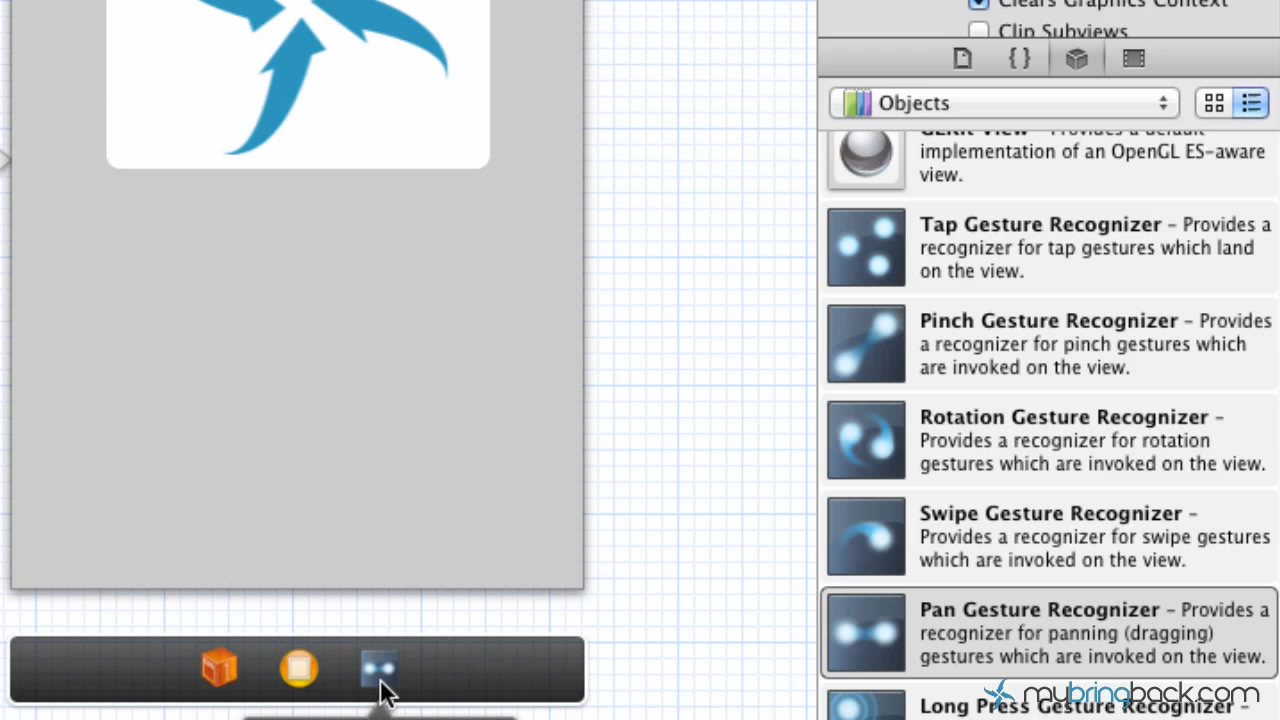 Clears Graphics Context
Clip Subviews
{ }
Objects
GLKit View - Provides a default
implementation of an OpenGL ES-aware
view.
Tap Gesture Recognizer - Provides a
recognizer for tap gestures which land
on the view.
Pinch Gesture Recognizer - Provides
a recognizer for pinch gestures which
are invoked on the view.
Rotation Gesture Recognizer -
Provides a recognizer for rotation
gestures which are invoked on the view.
Swipe Gesture Recognizer -
Provides a recognizer for swipe gestures
which are invoked on the view.
Pan Gesture Recognizer - Provides a
recognizer for panning (dragging)
gestures which are invoked on the view.
Long Press Gesture Recognizer -
mybringback.com